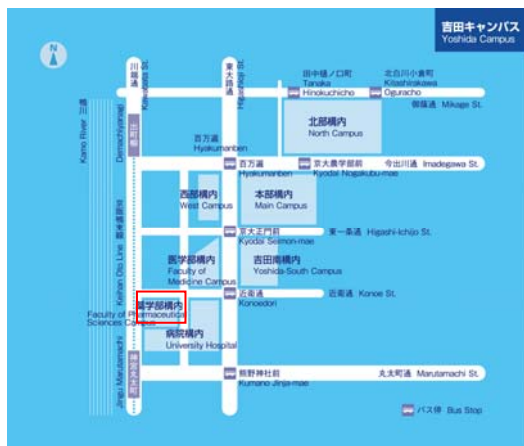 吉田キャンパス
Yoshida Campus
N
川端通
Kawabata St.
東大路通
Higashioji St.
田中樋ノ口町
Tanaka
Hinokuchicho
北白川小倉町
Kitashirakawa
Oguracho
御蔭通 Mikage St.
鴨川
Kamo River
出町柳
Demachiyanagi
北部構内
North Campus
百万遍
Hyakumanben
百万遍
Hyakumanben
京大農学部前
Kyodai Nogakubu-mae
今出川通 Imadegawa St.
西部構内
West Campus
本部構内
Main Campus
京阪鴨東線
Keihan Oto Line
京大正門前
Kyodai Seimon-mae
東一条通 Higashi-Ichijo St.
医学部構内
Faculty of
Medicine Campus
吉田南構内
Yoshida-South Campus
近衛通
Konoedori
近衛通 Konoe St.
薬学部構内
Faculty of Pharmaceutical
Sciences Campus
病院構内
University Hospital
神宮丸太町
Jingu Marutamachi
熊野神社前
Kumano Jinja-mae
丸太町通 Marutamachi St.
バス停 Bus Stop